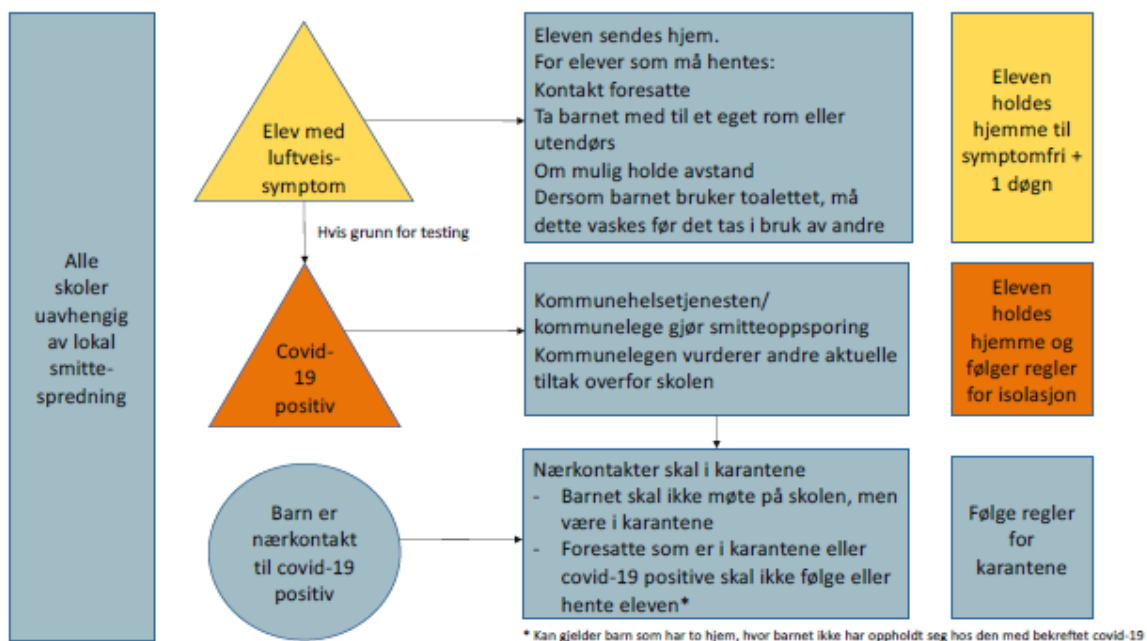 Alle
skoler
uavhengig
av lokal
smitte-
spredning
Elev med
luftveis-
symptom
Hvis grunn for testing
Eleven sendes hjem.
For elever som må hentes:
Kontakt foresatte
Ta barnet med til et eget rom eller
utendørs
Om mulig holde avstand
Dersom barnet bruker toalettet, må
dette vaskes før det tas i bruk av andre
Eleven
holdes
hjemme til
symptomfri +
1 døgn
Covid-
19
positiv
Kommunehelsetjenesten/
kommunelege gjør smitteoppsporing
Kommunelegen vurderer andre aktuelle
tiltak overfor skolen
Eleven
holdes
hjemme og
følger regler
for isolasjon
Barn er
nærkontakt
til covid-19
positiv
Nærkontakter skal i karantene
- Barnet skal ikke møte på skolen, men
være i karantene
- Foresatte som er i karantene eller
covid-19 positive skal ikke følge eller
hente eleven*
Følge regler
for
karantene
* Kan gjelder barn som har to hjem, hvor barnet ikke har oppholdt seg hos den med bekreftet covid-19